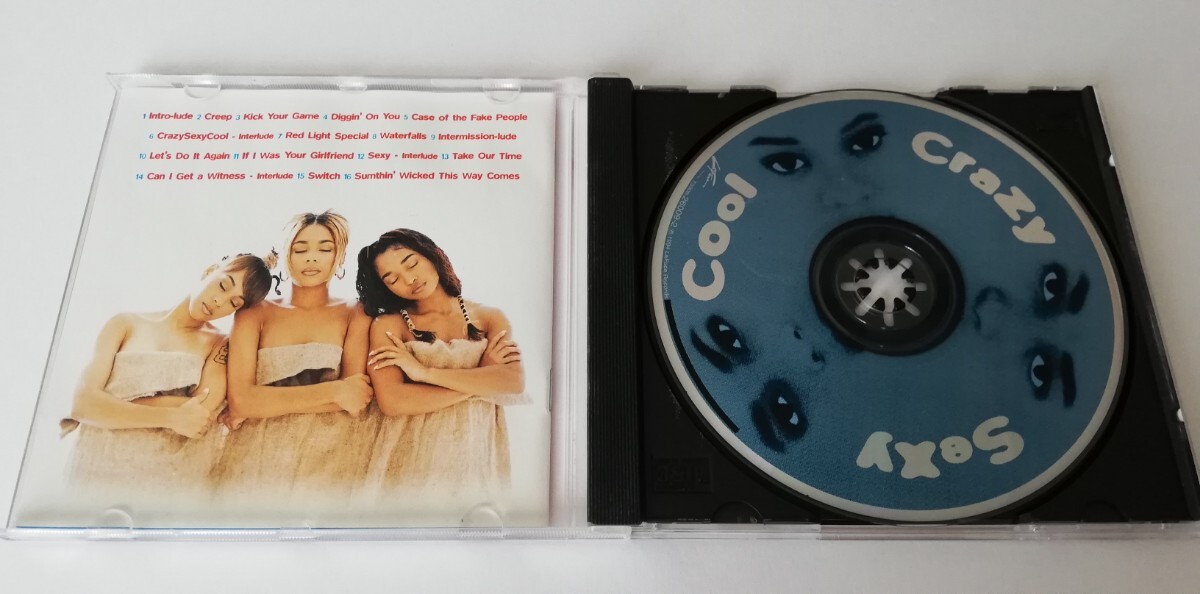 1 Intro-lude 2 Creep 3 Kick Your Game 4 Diggin' On You 5 Case of the Fake People
6 CrazySexyCool - Interlude 7 Red Light Special 8 Waterfalls 9 Intermission-lude
10 Let's Do It Again 11 If I Was Your Girlfriend 12 Sexy - Interlude 13 Take Our Time
14 Can I Get a Witness - Interlude 15 Switch 16 Sumthin' Wicked This Way Comes
Crazy
Sexy
Cool